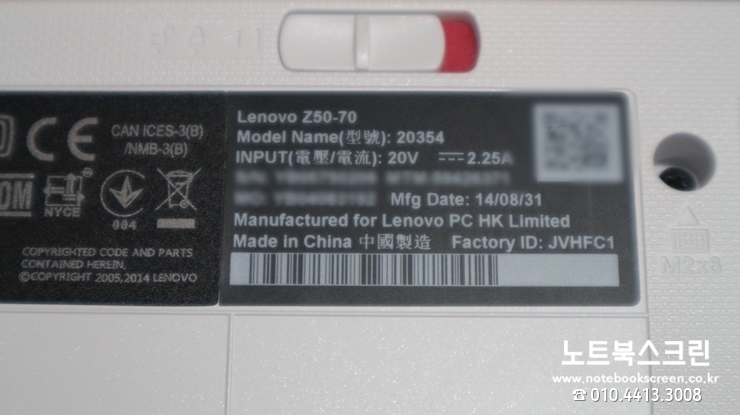 CE
CAN ICES-3(B)
/NMB-3(B)
NYCE
004
COPYRIGHTED CODE AND PARTS
CONTAINED HEREIN,
©COPYRIGHT 2005, 2014 LENOVO
Lenovo Z50-70
Model Name(型號): 20354
INPUT(電壓/電流): 20V ⎓ 2.25A
Mfg Date: 14/08/31
Manufactured for Lenovo PC HK Limited
Made in China 中國製造 Factory ID: JVHFC1
M2x8
노트북스크린
www.notebookscreen.co.kr
☎ 010.4413.3008